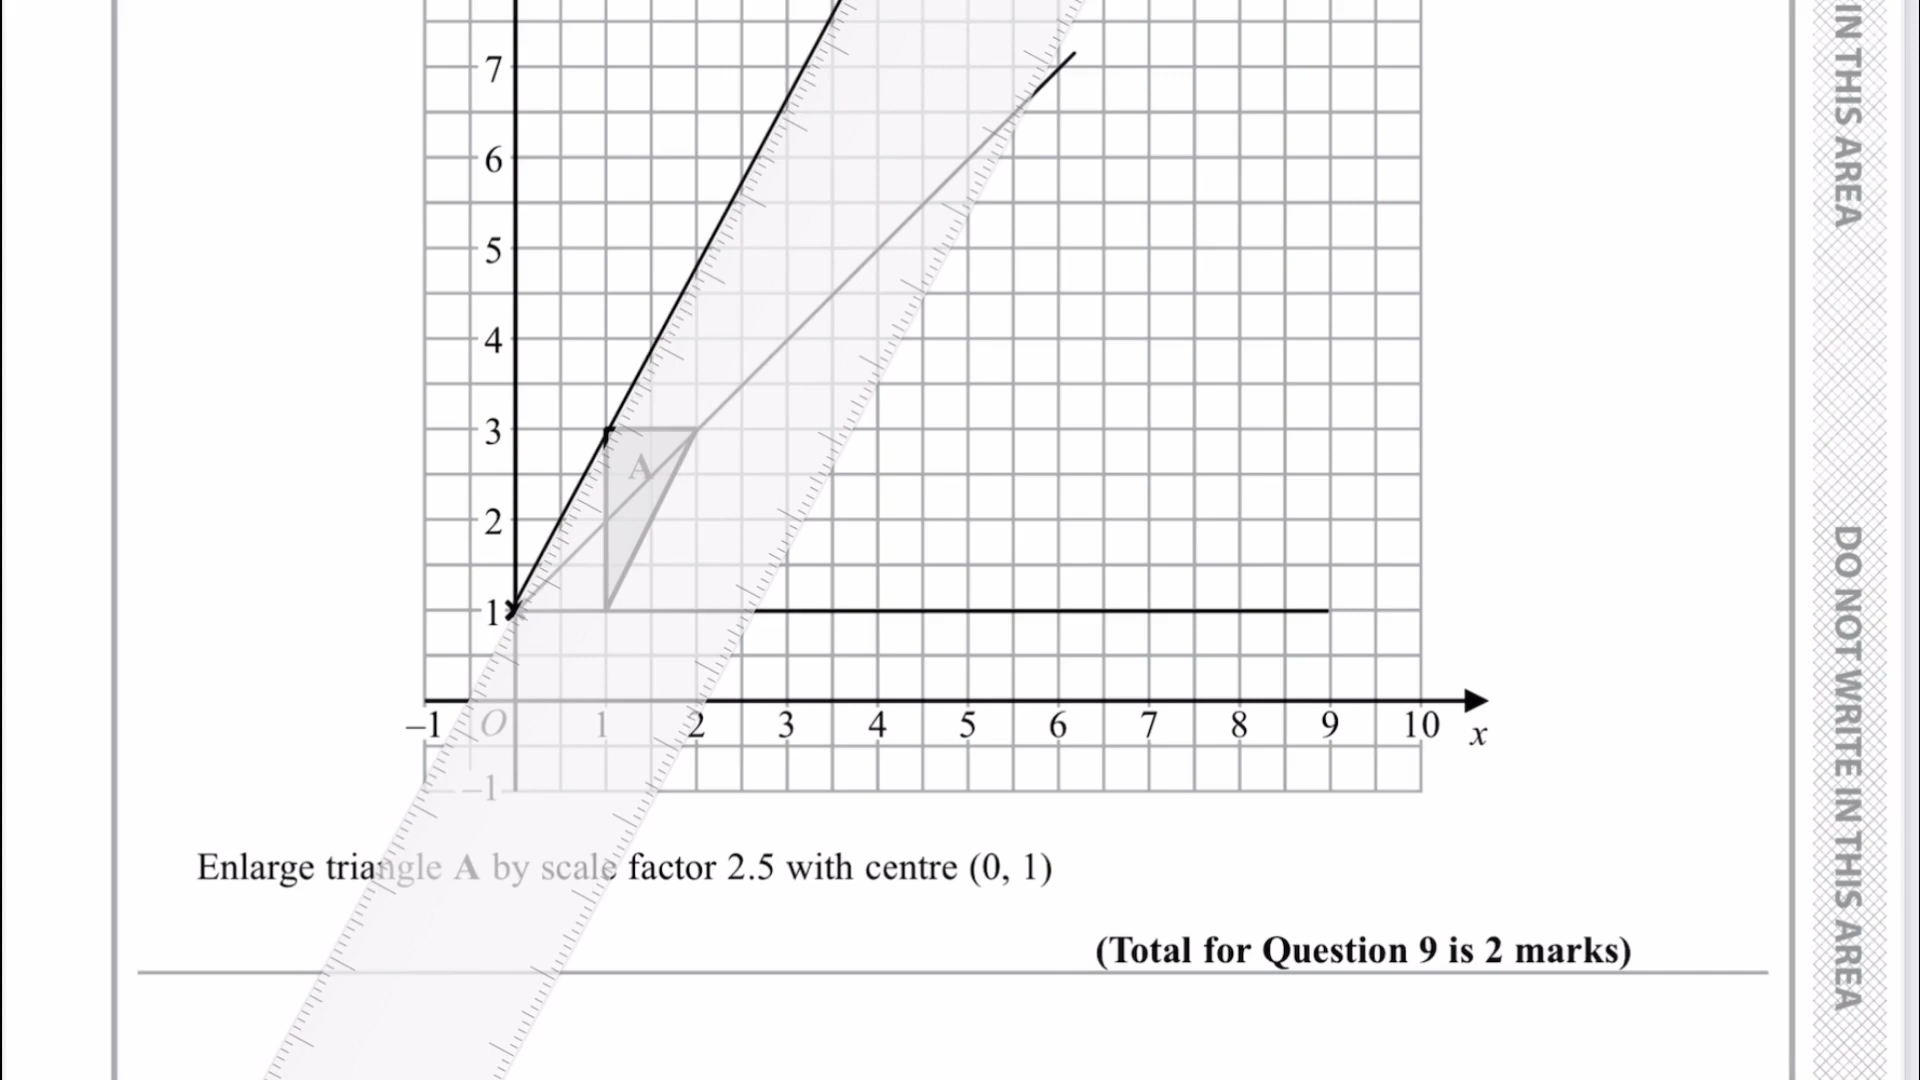 7
6
5
4
3
A
2
1
–1 O 1 2 3 4 5 6 7 8 9 10 x
–1
Enlarge triangle A by scale factor 2.5 with centre (0, 1)
(Total for Question 9 is 2 marks)
IN THIS AREA
DO NOT WRITE IN THIS AREA